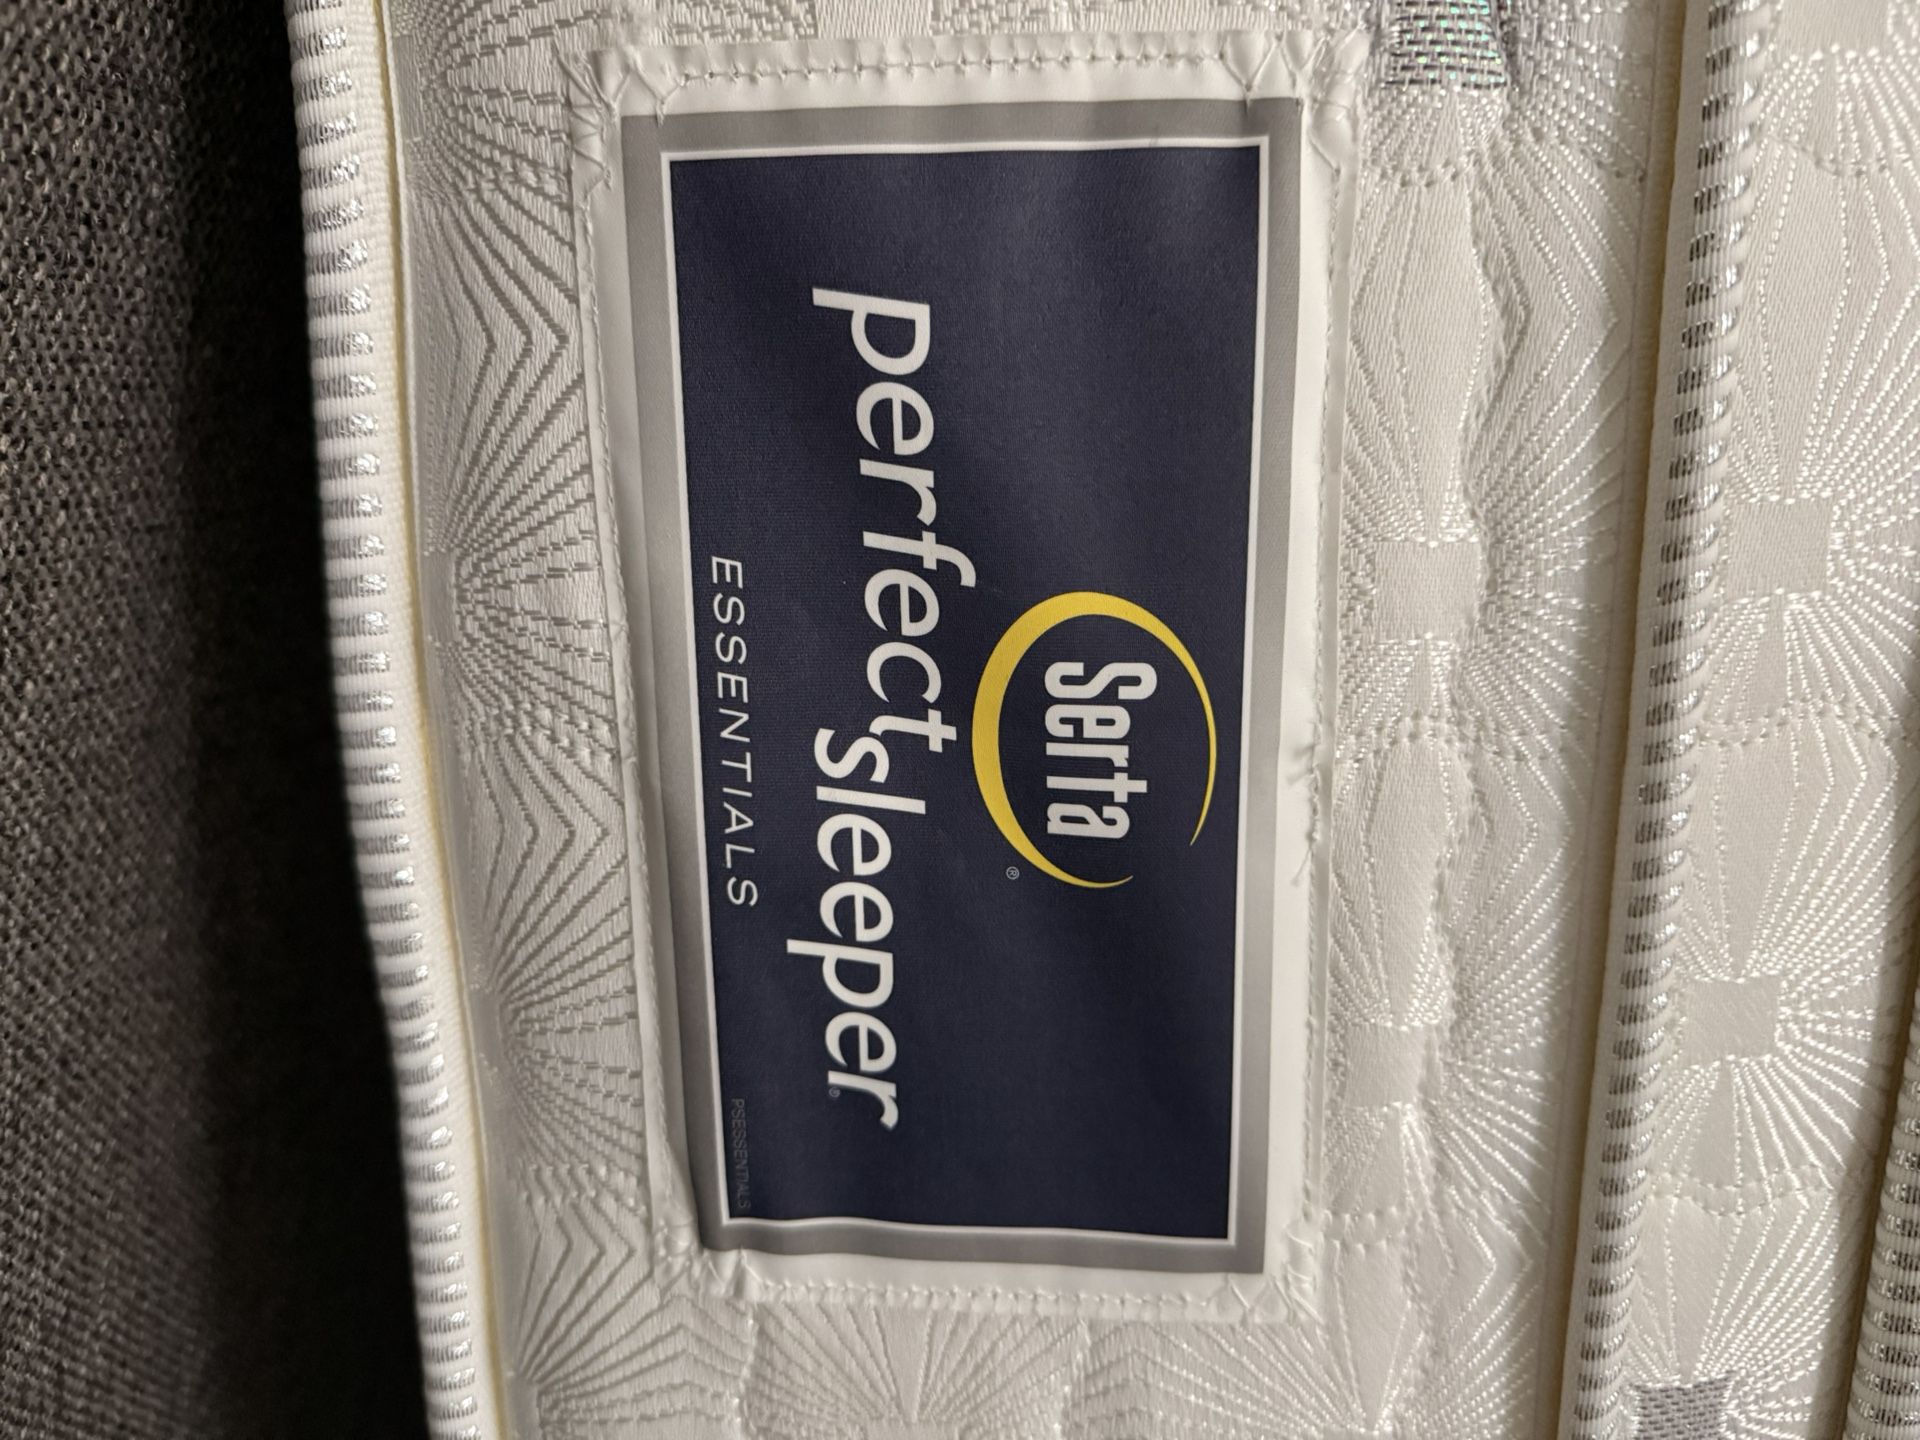 Serta®
perfect sleeper®
ESSENTIALS
PSESSENTIALS